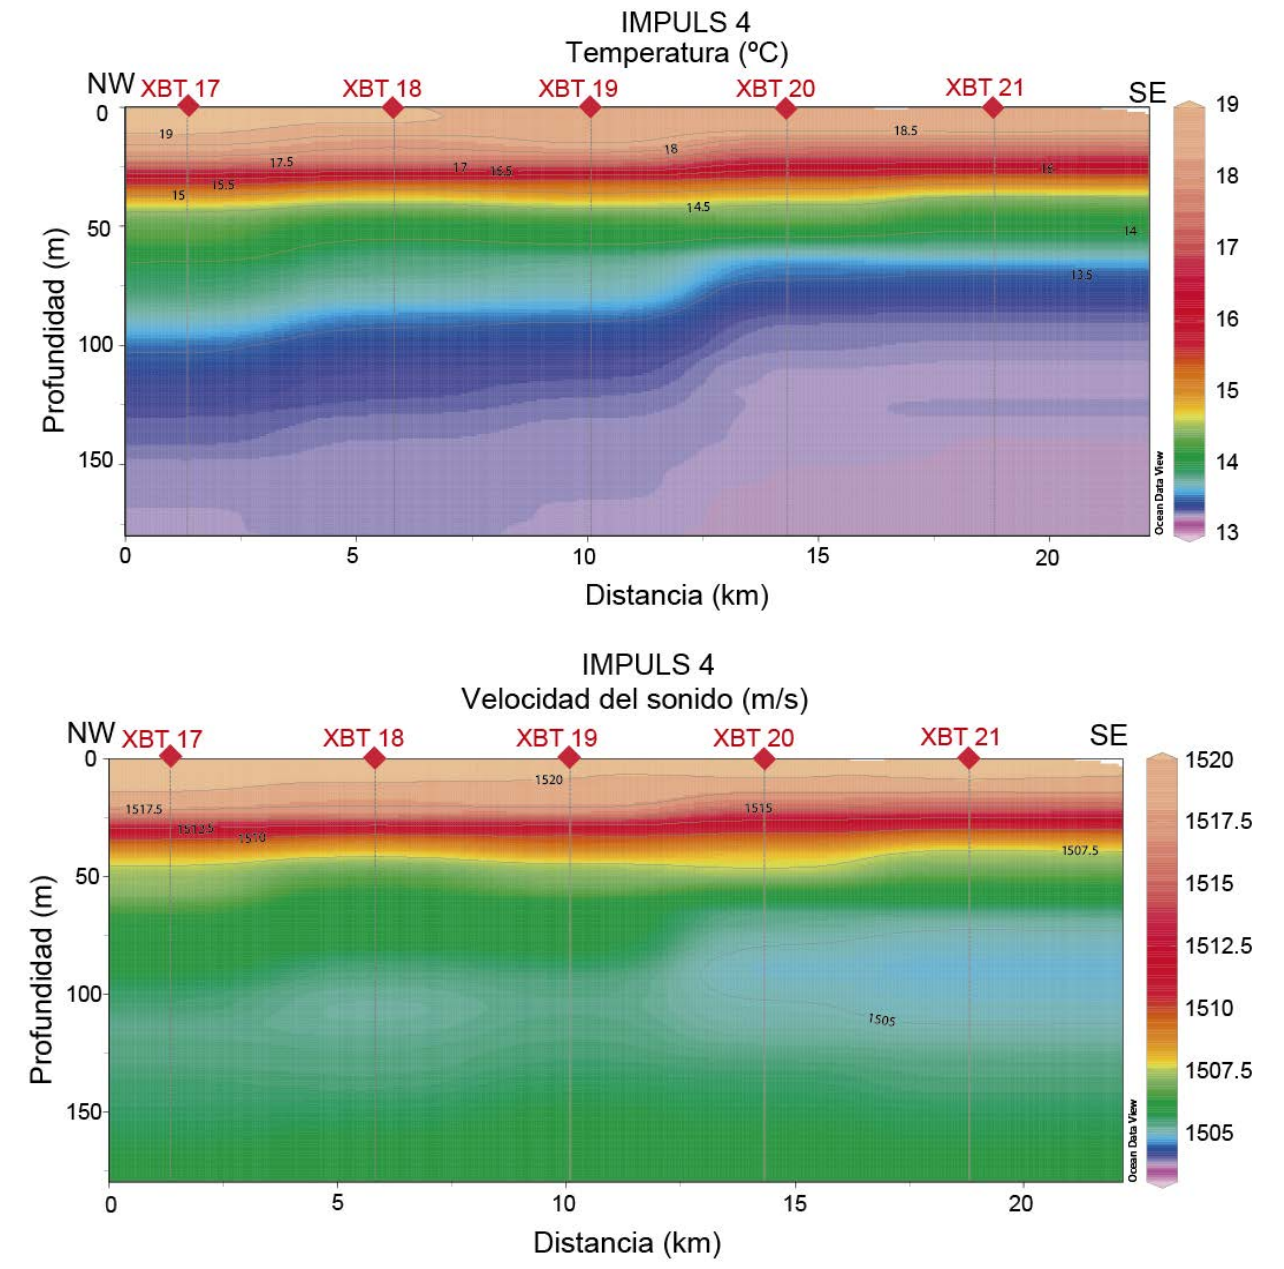 IMPULS 4
Temperatura (ºC)
NW XBT 17 XBT 18 XBT 19 XBT 20 XBT 21 SE
0
50
100
150
Profundidad (m)
19
17.5
15.5
15
17
16.5
18
14.5
18.5
16
14
13.5
0 5 10 15 20
Distancia (km)
Ocean Data View
19
18
17
16
15
14
13
IMPULS 4
Velocidad del sonido (m/s)
NW XBT 17 XBT 18 XBT 19 XBT 20 XBT 21 SE
0
50
100
150
Profundidad (m)
1517.5
1512.5
1510
1520
1515
1507.5
1505
0 5 10 15 20
Distancia (km)
Ocean Data View
1520
1517.5
1515
1512.5
1510
1507.5
1505